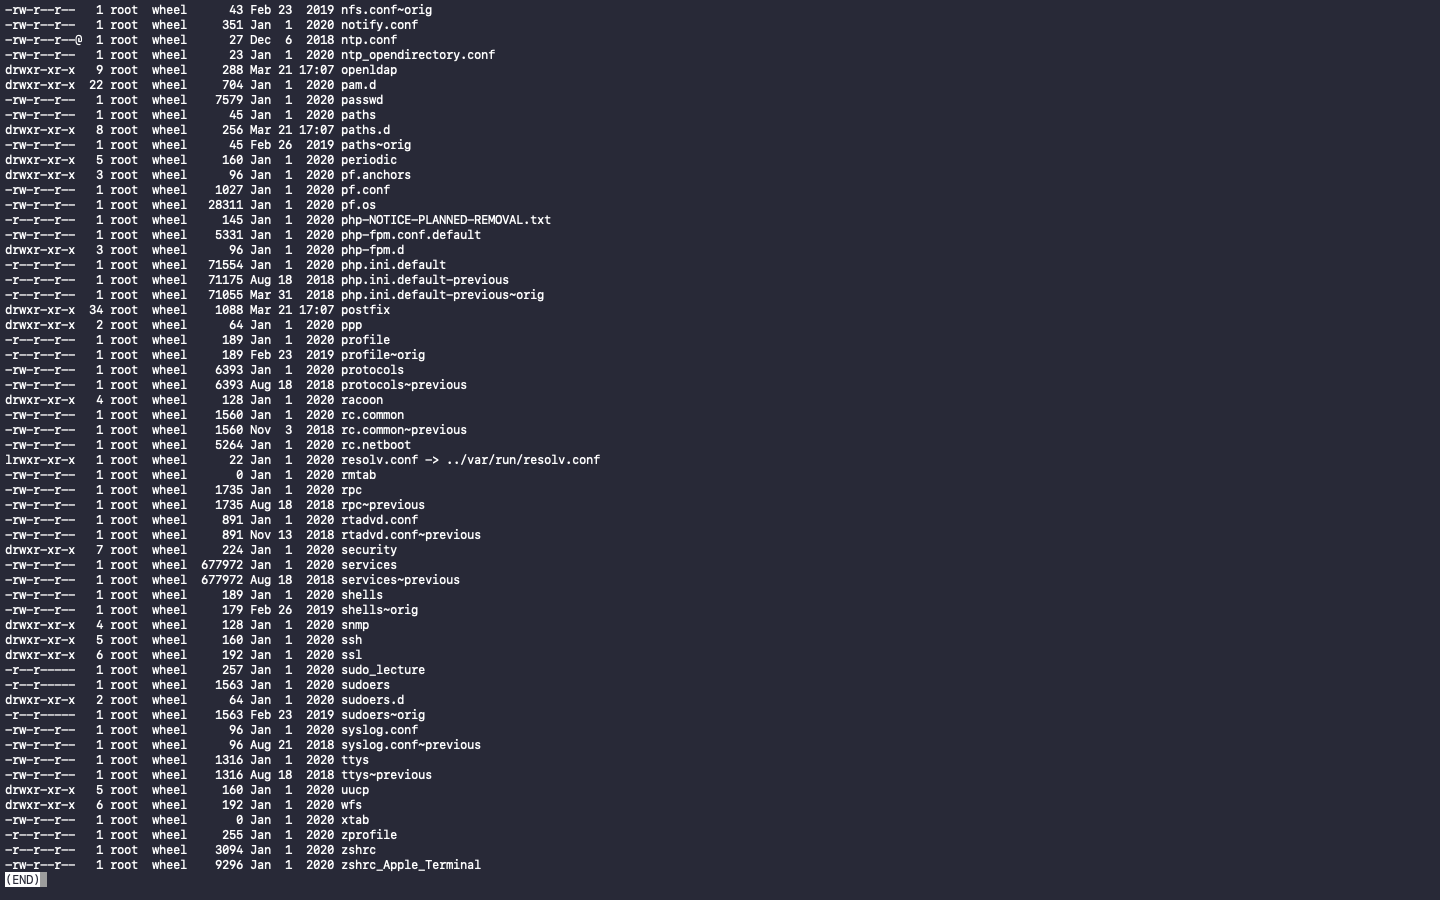 -rw-r--r--   1 root  wheel      43 Feb 23  2019 nfs.conf~orig
-rw-r--r--   1 root  wheel     351 Jan  1  2020 notify.conf
-rw-r--r--@  1 root  wheel      27 Dec  6  2018 ntp.conf
-rw-r--r--   1 root  wheel      23 Jan  1  2020 ntp_opendirectory.conf
drwxr-xr-x   9 root  wheel     288 Mar 21 17:07 openldap
drwxr-xr-x  22 root  wheel     704 Jan  1  2020 pam.d
-rw-r--r--   1 root  wheel    7579 Jan  1  2020 passwd
-rw-r--r--   1 root  wheel      45 Jan  1  2020 paths
drwxr-xr-x   8 root  wheel     256 Mar 21 17:07 paths.d
-rw-r--r--   1 root  wheel      45 Feb 26  2019 paths~orig
drwxr-xr-x   5 root  wheel     160 Jan  1  2020 periodic
drwxr-xr-x   3 root  wheel      96 Jan  1  2020 pf.anchors
-rw-r--r--   1 root  wheel    1027 Jan  1  2020 pf.conf
-rw-r--r--   1 root  wheel   28311 Jan  1  2020 pf.os
-r--r--r--   1 root  wheel     145 Jan  1  2020 php-NOTICE-PLANNED-REMOVAL.txt
-rw-r--r--   1 root  wheel    5331 Jan  1  2020 php-fpm.conf.default
drwxr-xr-x   3 root  wheel      96 Jan  1  2020 php-fpm.d
-r--r--r--   1 root  wheel   71554 Jan  1  2020 php.ini.default
-r--r--r--   1 root  wheel   71175 Aug 18  2018 php.ini.default-previous
-r--r--r--   1 root  wheel   71055 Mar 31  2018 php.ini.default-previous~orig
drwxr-xr-x  34 root  wheel    1088 Mar 21 17:07 postfix
drwxr-xr-x   2 root  wheel      64 Jan  1  2020 ppp
-r--r--r--   1 root  wheel     189 Jan  1  2020 profile
-r--r--r--   1 root  wheel     189 Feb 23  2019 profile~orig
-rw-r--r--   1 root  wheel    6393 Jan  1  2020 protocols
-rw-r--r--   1 root  wheel    6393 Aug 18  2018 protocols~previous
drwxr-xr-x   4 root  wheel     128 Jan  1  2020 racoon
-rw-r--r--   1 root  wheel    1560 Jan  1  2020 rc.common
-rw-r--r--   1 root  wheel    1560 Nov  3  2018 rc.common~previous
-rw-r--r--   1 root  wheel    5264 Jan  1  2020 rc.netboot
lrwxr-xr-x   1 root  wheel      22 Jan  1  2020 resolv.conf -> ../var/run/resolv.conf
-rw-r--r--   1 root  wheel       0 Jan  1  2020 rmtab
-rw-r--r--   1 root  wheel    1735 Jan  1  2020 rpc
-rw-r--r--   1 root  wheel    1735 Aug 18  2018 rpc~previous
-rw-r--r--   1 root  wheel     891 Jan  1  2020 rtadvd.conf
-rw-r--r--   1 root  wheel     891 Nov 13  2018 rtadvd.conf~previous
drwxr-xr-x   7 root  wheel     224 Jan  1  2020 security
-rw-r--r--   1 root  wheel  677972 Jan  1  2020 services
-rw-r--r--   1 root  wheel  677972 Aug 18  2018 services~previous
-rw-r--r--   1 root  wheel     189 Jan  1  2020 shells
-rw-r--r--   1 root  wheel     179 Feb 26  2019 shells~orig
drwxr-xr-x   4 root  wheel     128 Jan  1  2020 snmp
drwxr-xr-x   5 root  wheel     160 Jan  1  2020 ssh
drwxr-xr-x   6 root  wheel     192 Jan  1  2020 ssl
-r--r-----   1 root  wheel     257 Jan  1  2020 sudo_lecture
-r--r-----   1 root  wheel    1563 Jan  1  2020 sudoers
drwxr-xr-x   2 root  wheel      64 Jan  1  2020 sudoers.d
-r--r-----   1 root  wheel    1563 Feb 23  2019 sudoers~orig
-rw-r--r--   1 root  wheel      96 Jan  1  2020 syslog.conf
-rw-r--r--   1 root  wheel      96 Aug 21  2018 syslog.conf~previous
-rw-r--r--   1 root  wheel    1316 Jan  1  2020 ttys
-rw-r--r--   1 root  wheel    1316 Aug 18  2018 ttys~previous
drwxr-xr-x   5 root  wheel     160 Jan  1  2020 uucp
drwxr-xr-x   6 root  wheel     192 Jan  1  2020 wfs
-rw-r--r--   1 root  wheel       0 Jan  1  2020 xtab
-r--r--r--   1 root  wheel     255 Jan  1  2020 zprofile
-r--r--r--   1 root  wheel    3094 Jan  1  2020 zshrc
-rw-r--r--   1 root  wheel    9296 Jan  1  2020 zshrc_Apple_Terminal
(END)